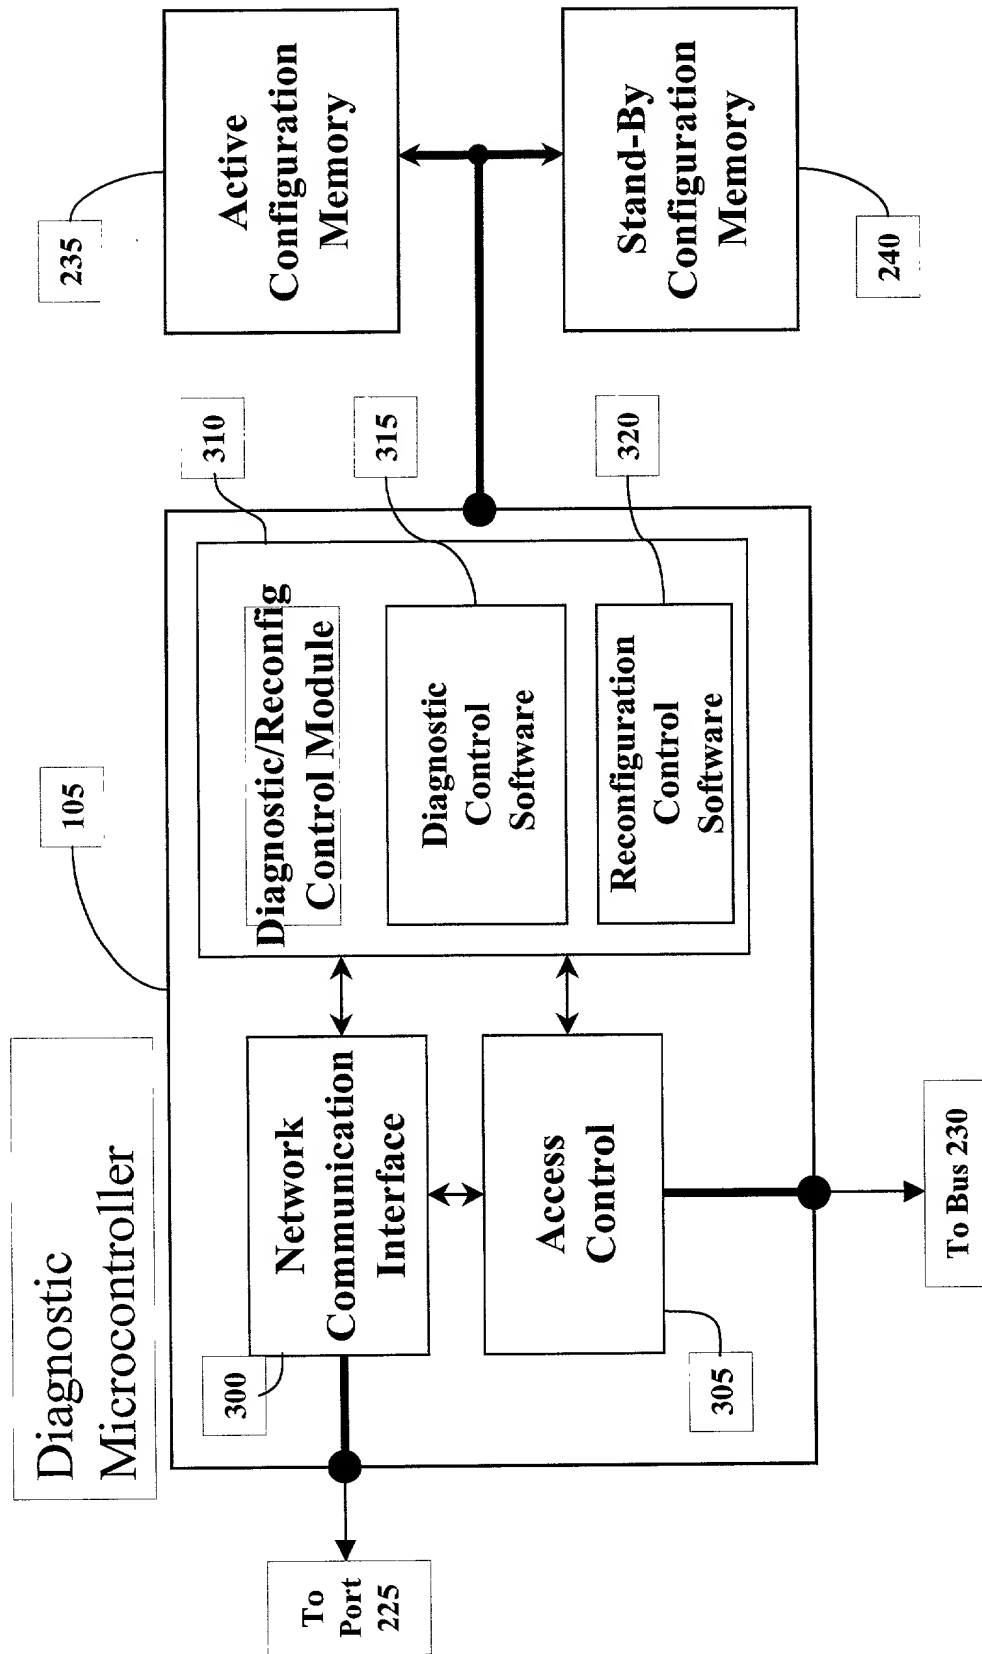 Diagnostic
Microcontroller
105
235
Active
Configuration
Memory
To
Port
225
300
Network
Communication
Interface
Diagnostic/Reconfig
Control Module
310
Diagnostic
Control
Software
315
Access
Control
305
Reconfiguration
Control
Software
320
Stand-By
Configuration
Memory
240
To Bus 230